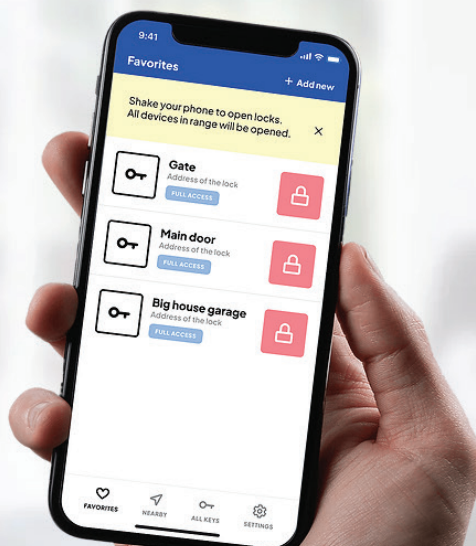 9:41
Favorites
+ Add new
Shake your phone to open locks.
All devices in range will be opened.
Gate
Address of the lock
FULL ACCESS
Main door
Address of the lock
FULL ACCESS
Big house garage
Address of the lock
FULL ACCESS
FAVORITES
NEARBY
ALL KEYS
SETTINGS